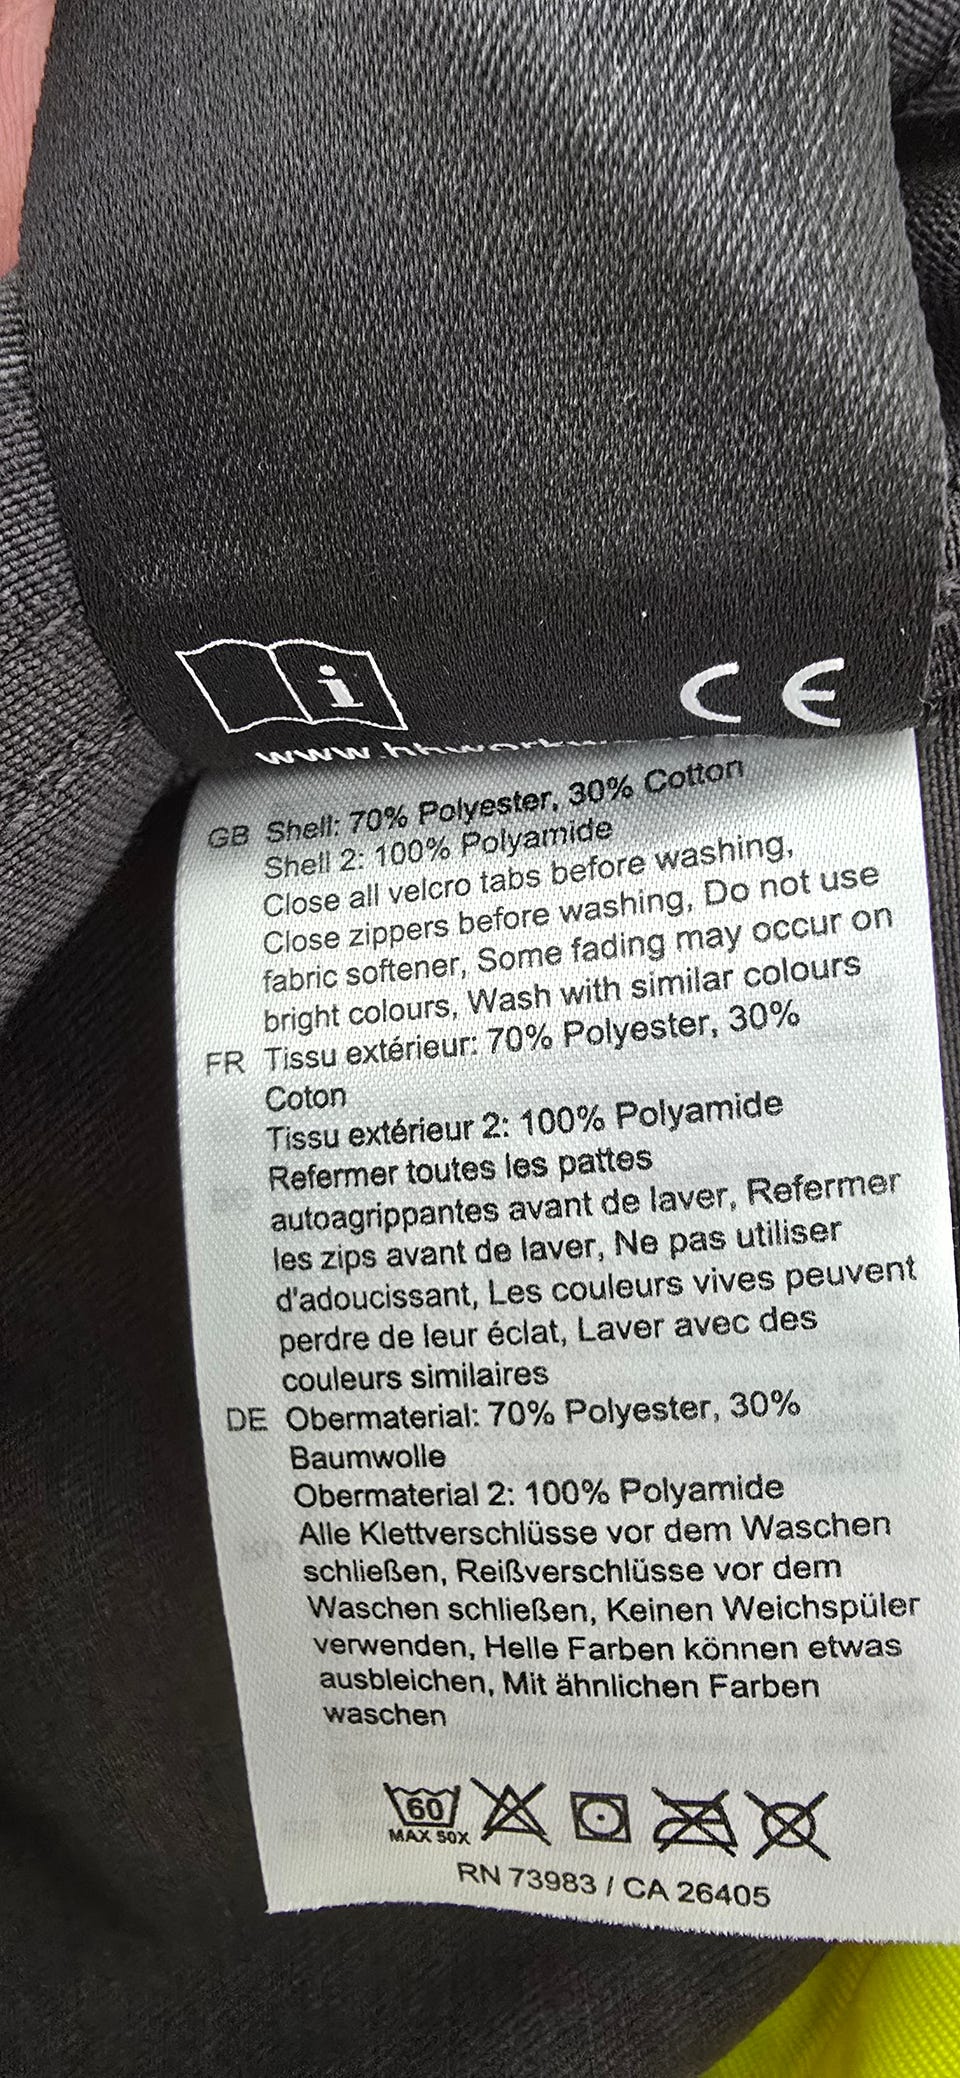 i
CE
www.hhworkw
GB Shell: 70% Polyester, 30% Cotton
Shell 2: 100% Polyamide
Close all velcro tabs before washing,
Close zippers before washing, Do not use
fabric softener, Some fading may occur on
bright colours, Wash with similar colours
FR Tissu extérieur: 70% Polyester, 30%
Coton
Tissu extérieur 2: 100% Polyamide
Refermer toutes les pattes
autoagrippantes avant de laver, Refermer
les zips avant de laver, Ne pas utiliser
d'adoucissant, Les couleurs vives peuvent
perdre de leur éclat, Laver avec des
couleurs similaires
DE Obermaterial: 70% Polyester, 30%
Baumwolle
Obermaterial 2: 100% Polyamide
Alle Klettverschlüsse vor dem Waschen
schließen, Reißverschlüsse vor dem
Waschen schließen, Keinen Weichspüler
verwenden, Helle Farben können etwas
ausbleichen, Mit ähnlichen Farben
waschen
60
MAX 50X
RN 73983 / CA 26405